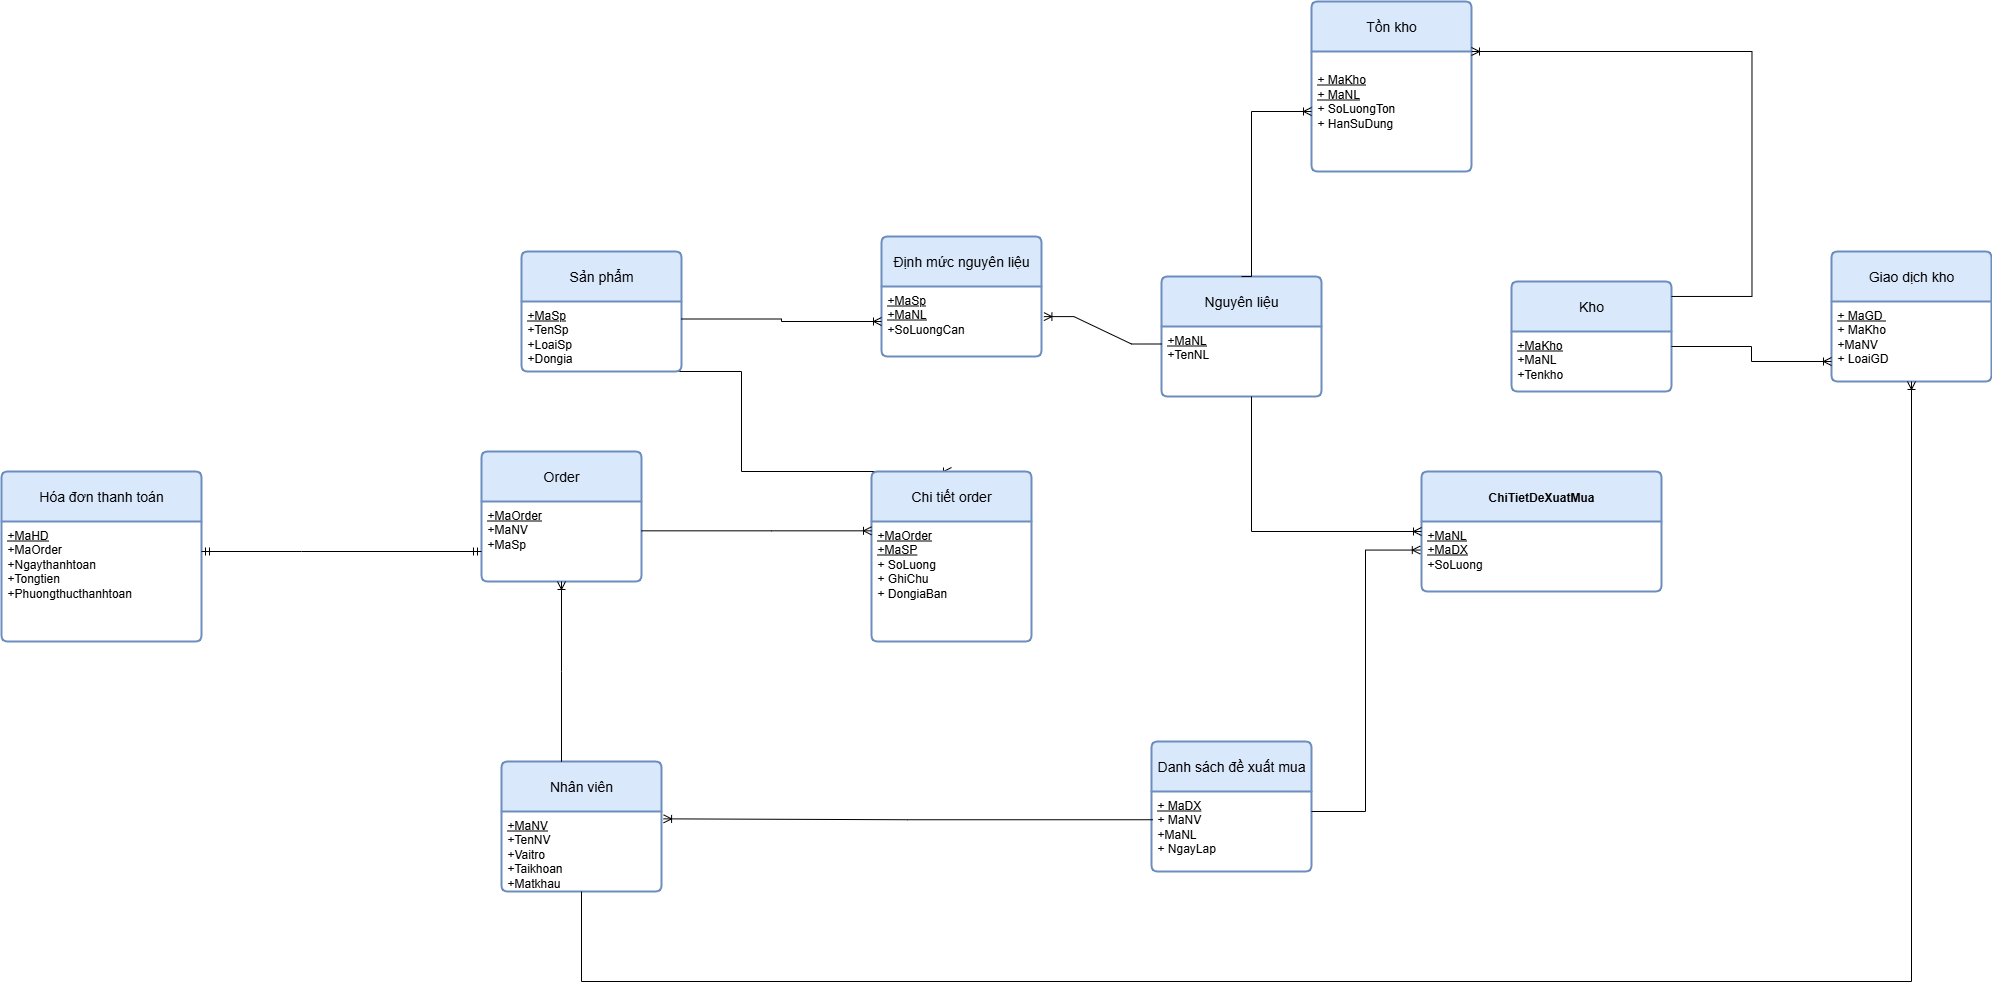 Tồn kho
+ MaKho
+ MaNL
+ SoLuongTon
+ HanSuDung
Sản phẩm
+MaSp
+TenSp
+LoaiSp
+Dongia
Định mức nguyên liệu
+MaSp
+MaNL
+SoLuongCan
Nguyên liệu
+MaNL
+TenNL
Kho
+MaKho
+MaNL
+Tenkho
Giao dịch kho
+ MaGD
+ MaKho
+MaNV
+ LoaiGD
Hóa đơn thanh toán
+MaHD
+MaOrder
+Ngaythanhtoan
+Tongtien
+Phuongthucthanhtoan
Order
+MaOrder
+MaNV
+MaSp
Chi tiết order
+MaOrder
+MaSP
+ SoLuong
+ GhiChu
+ DongiaBan
ChiTietDeXuatMua
+MaNL
+MaDX
+SoLuong
Nhân viên
+MaNV
+TenNV
+Vaitro
+Taikhoan
+Matkhau
Danh sách đề xuất mua
+ MaDX
+ MaNV
+MaNL
+ NgayLap